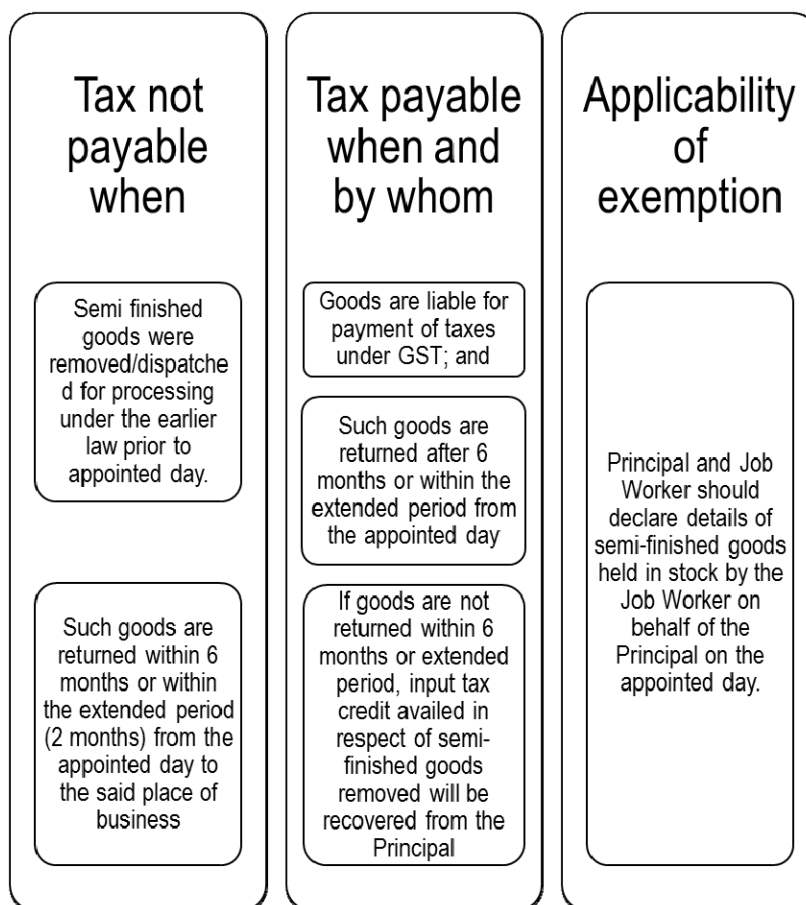 Tax not
payable
when
Semi finished
goods were
removed/dispatche
d for processing
under the earlier
law prior to
appointed day.
Such goods are
returned within 6
months or within
the extended period
(2 months) from the
appointed day to
the said place of
business
Tax payable
when and
by whom
Goods are liable for
payment of taxes
under GST; and
Such goods are
returned after 6
months or within the
extended period from
the appointed day
If goods are not
returned within 6
months or extended
period, input tax
credit availed in
respect of semi-
finished goods
removed will be
recovered from the
Principal
Applicability
of
exemption
Principal and Job
Worker should
declare details of
semi-finished goods
held in stock by the
Job Worker on
behalf of the
Principal on the
appointed day.